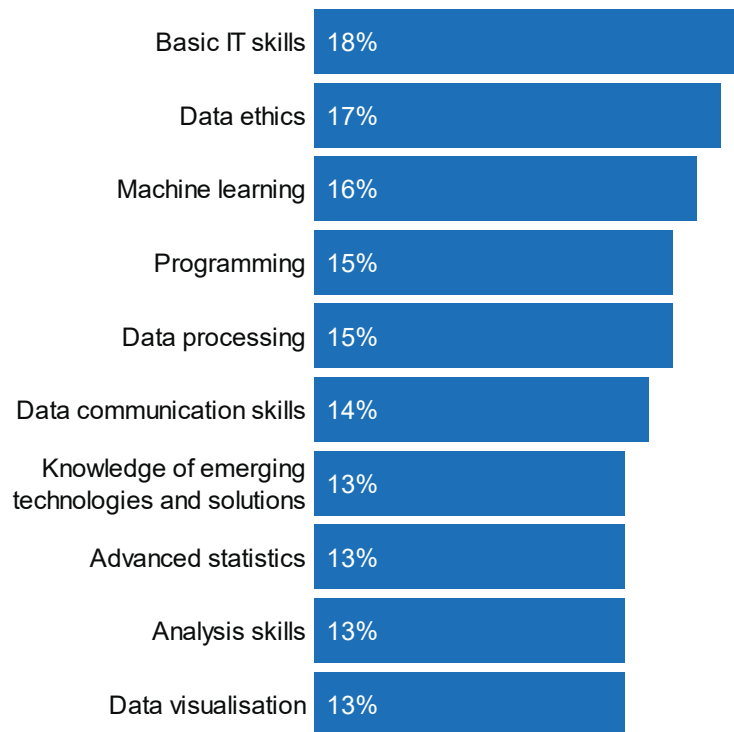 Basic IT skills 18%
Data ethics 17%
Machine learning 16%
Programming 15%
Data processing 15%
Data communication skills 14%
Knowledge of emerging
technologies and solutions 13%
Advanced statistics 13%
Analysis skills 13%
Data visualisation 13%